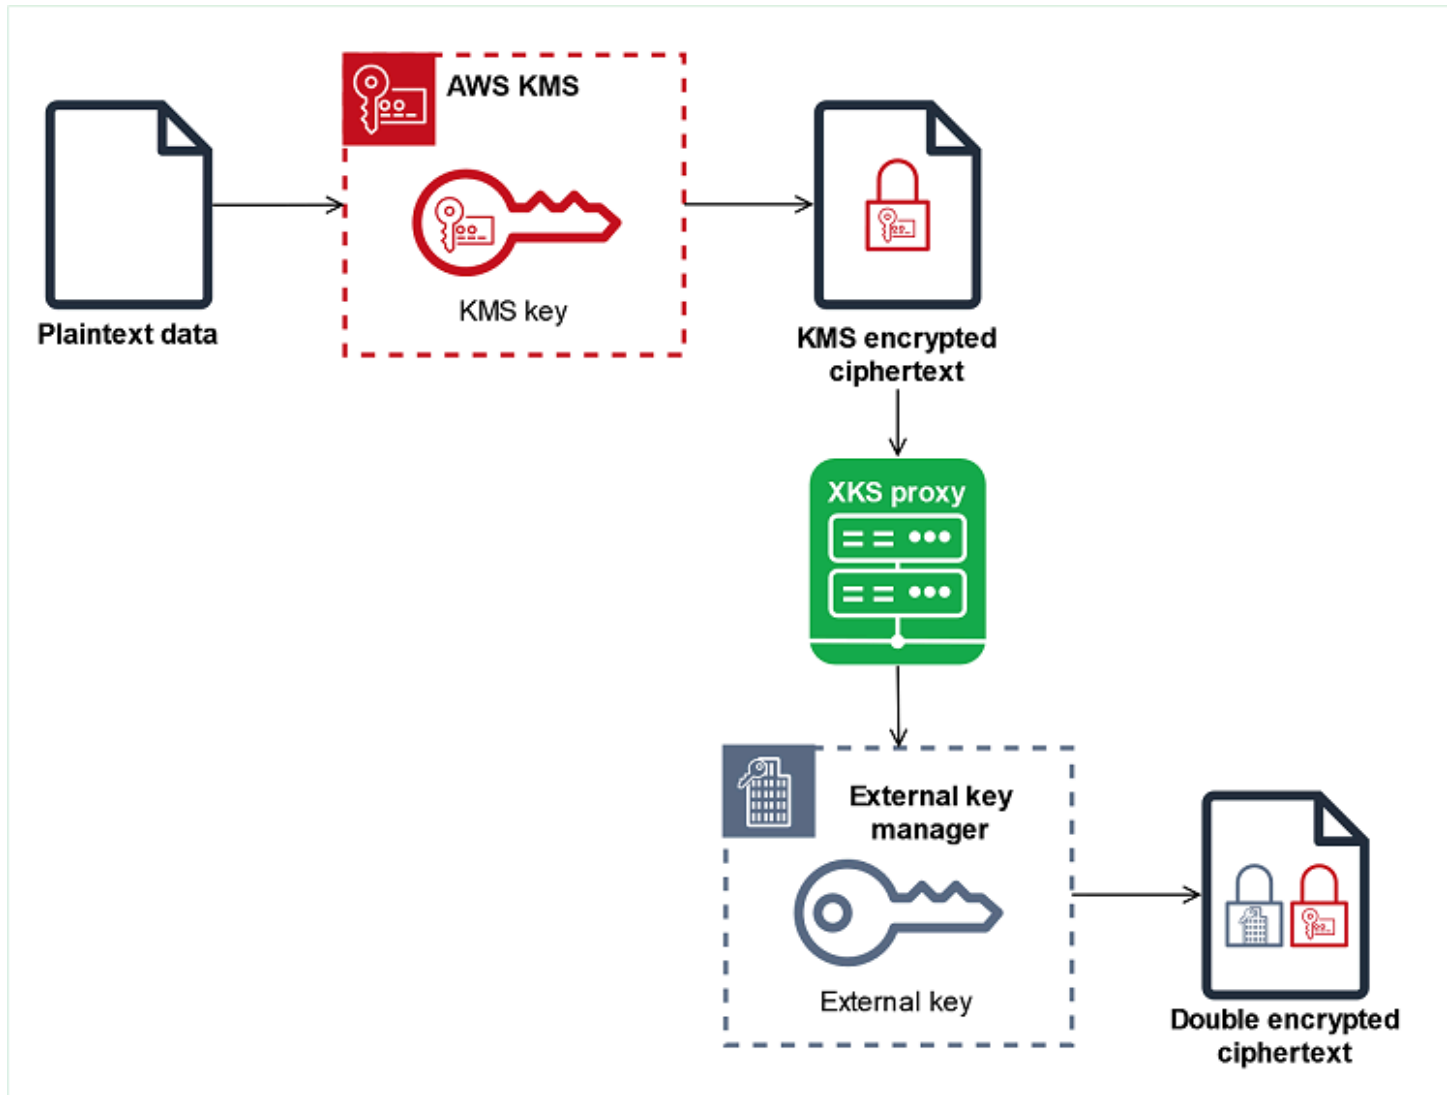 AWS KMS
KMS key
Plaintext data
KMS encrypted
ciphertext
XKS proxy
External key
manager
External key
Double encrypted
ciphertext